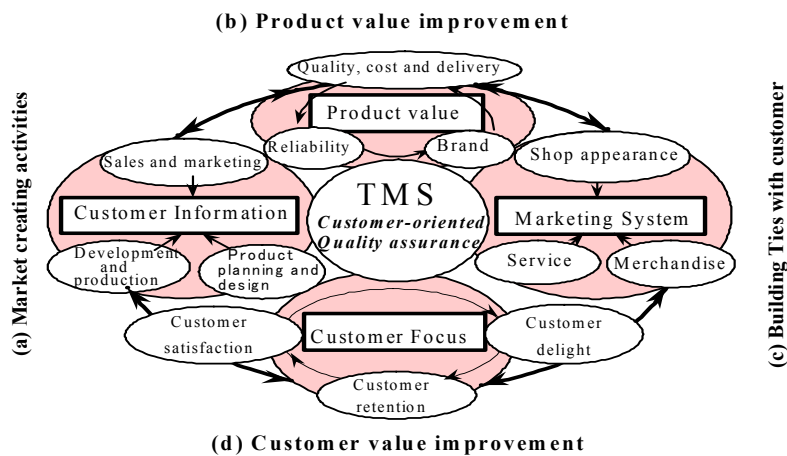 (b) Product value improvement
Quality, cost and delivery
Product value
Reliability
Brand
Sales and marketing
Shop appearance
TMS
Customer-oriented
Quality assurance
Customer Information
Marketing System
Development
and
production
Product
planning and
design
Service
Merchandise
Customer
satisfaction
Customer Focus
Customer
delight
Customer
retention
(a) Market creating activities
(c) Building Ties with customer
(d) Customer value improvement